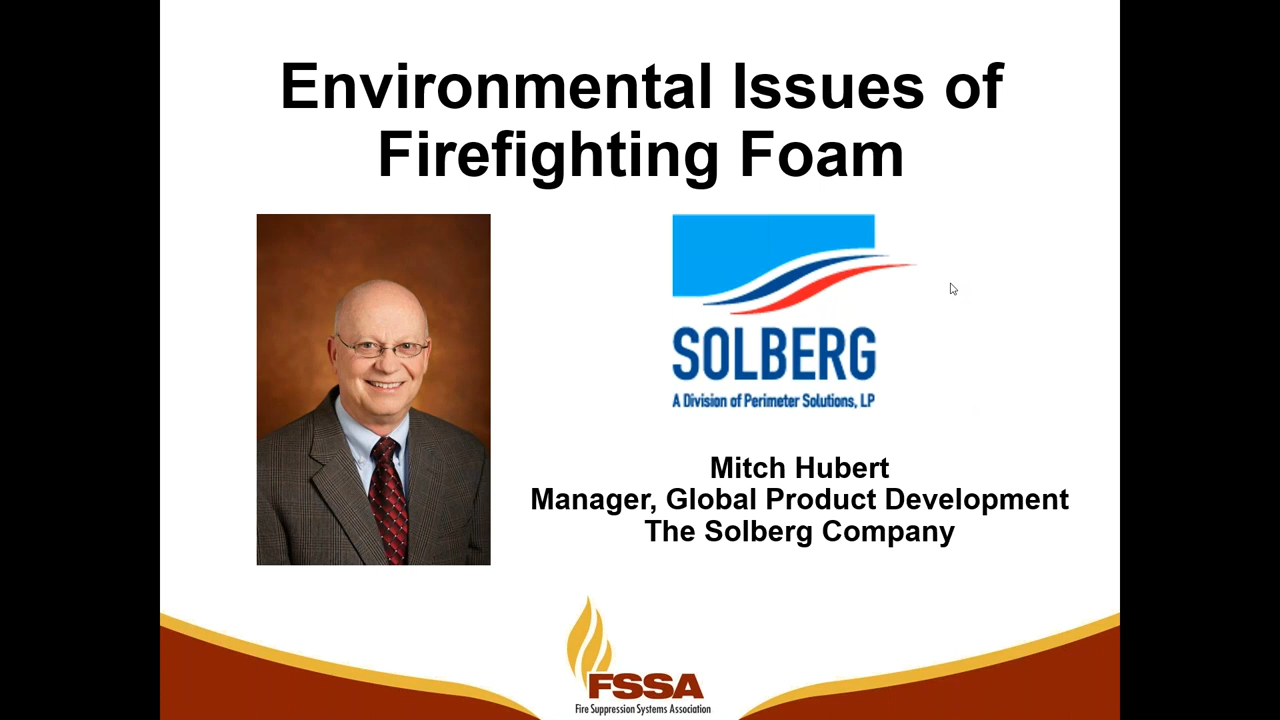 Environmental Issues of
Firefighting Foam
SOLBERG
A Division of Perimeter Solutions, LP
Mitch Hubert
Manager, Global Product Development
The Solberg Company
FSSA
Fire Suppression Systems Association